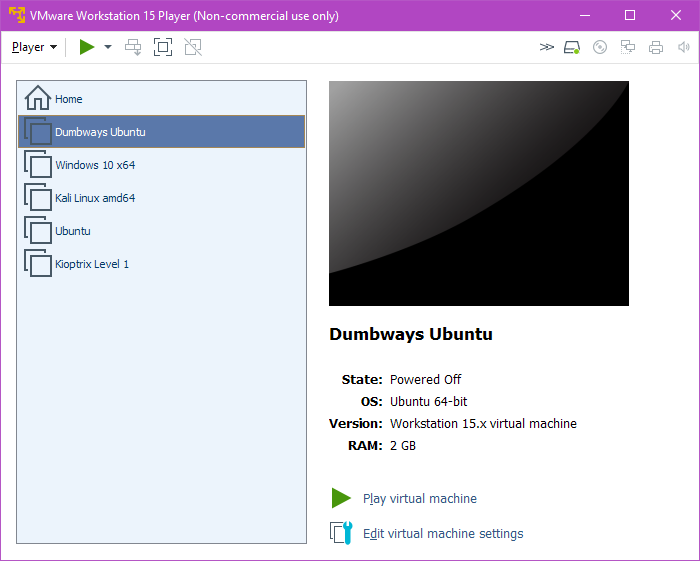 VMware Workstation 15 Player (Non-commercial use only)
Player
Home
Dumbways Ubuntu
Windows 10 x64
Kali Linux amd64
Ubuntu
Kioptrix Level 1
Dumbways Ubuntu
State: Powered Off
OS: Ubuntu 64-bit
Version: Workstation 15.x virtual machine
RAM: 2 GB
Play virtual machine
Edit virtual machine settings